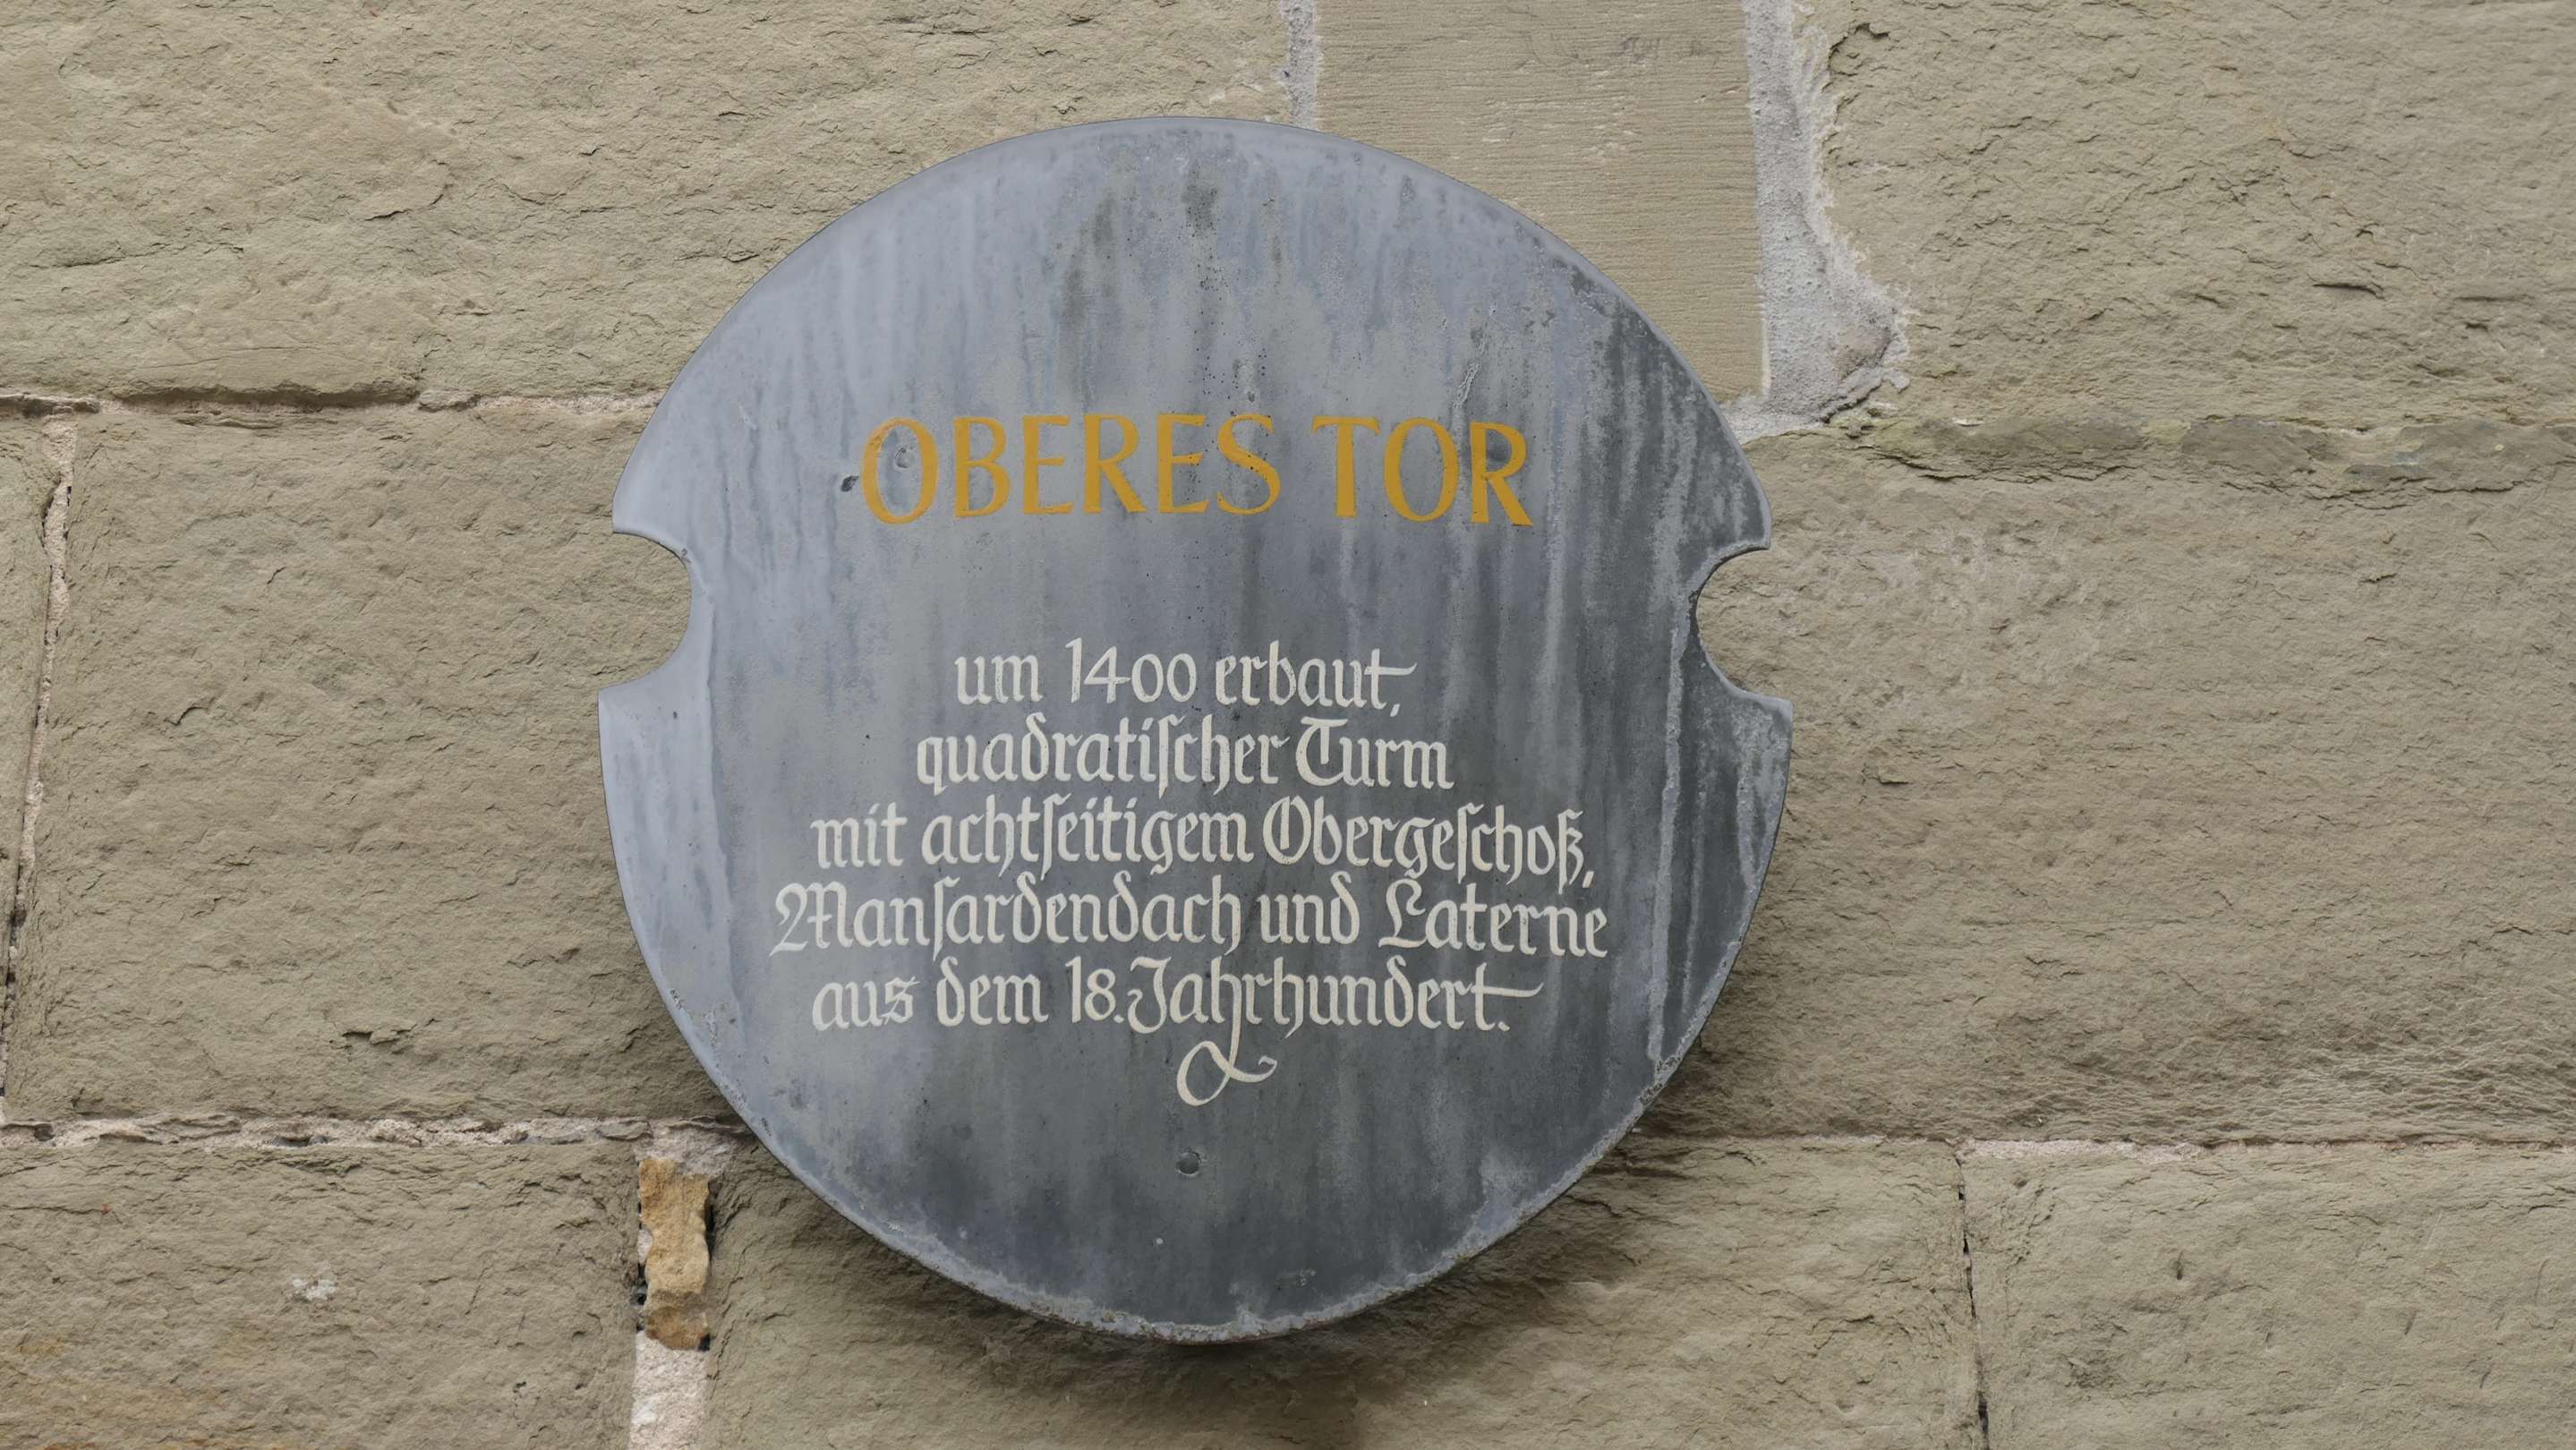 OBERES TOR
um 1400 erbaut,
quadratiſcher Turm
mit achtſeitigem Obergeſchoß,
Manſardendach und Laterne
aus dem 18. Jahrhundert.